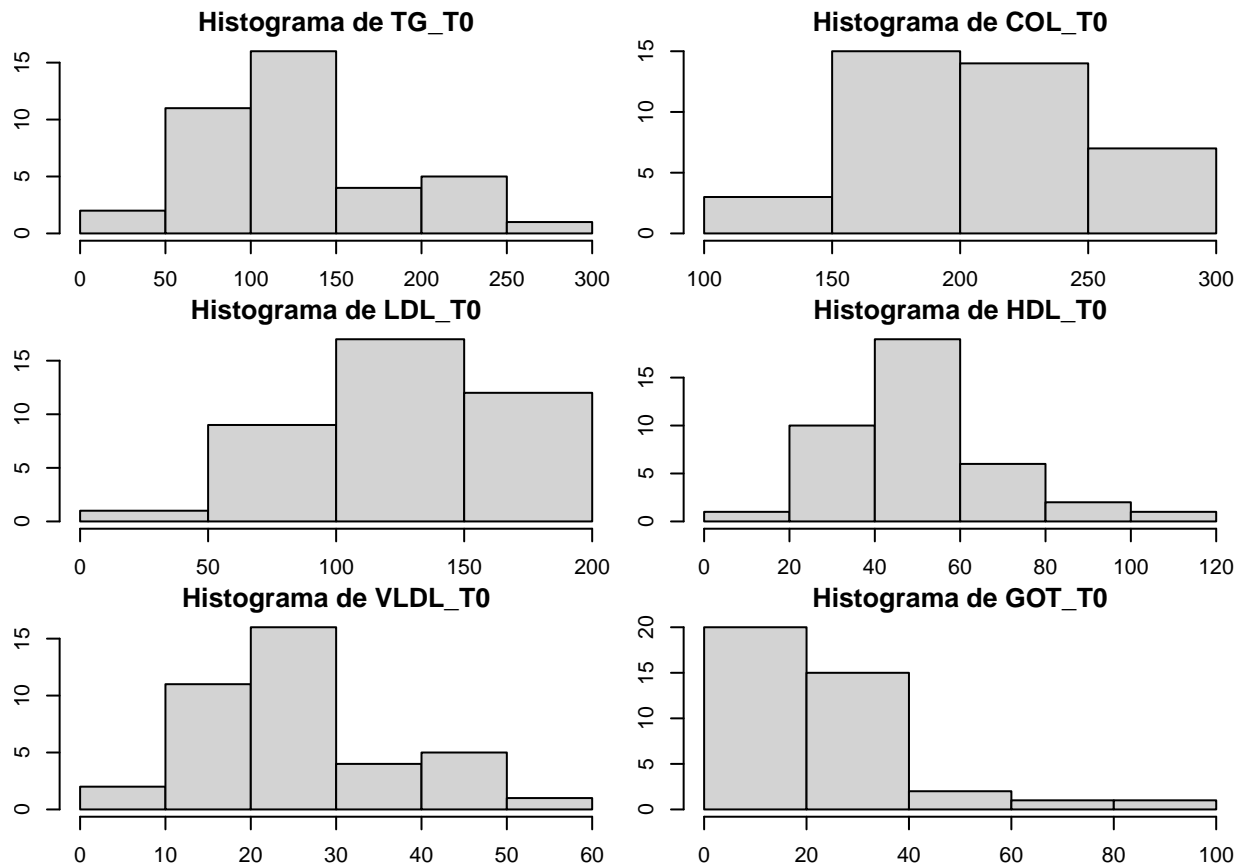 Histograma de TG_T0
15
10
5
0
0 50 100 150 200 250 300
Histograma de COL_T0
15
10
5
0
100 150 200 250 300
Histograma de LDL_T0
15
10
5
0
0 50 100 150 200
Histograma de HDL_T0
15
10
5
0
0 20 40 60 80 100 120
Histograma de VLDL_T0
15
10
5
0
0 10 20 30 40 50 60
Histograma de GOT_T0
20
15
10
5
0
0 20 40 60 80 100